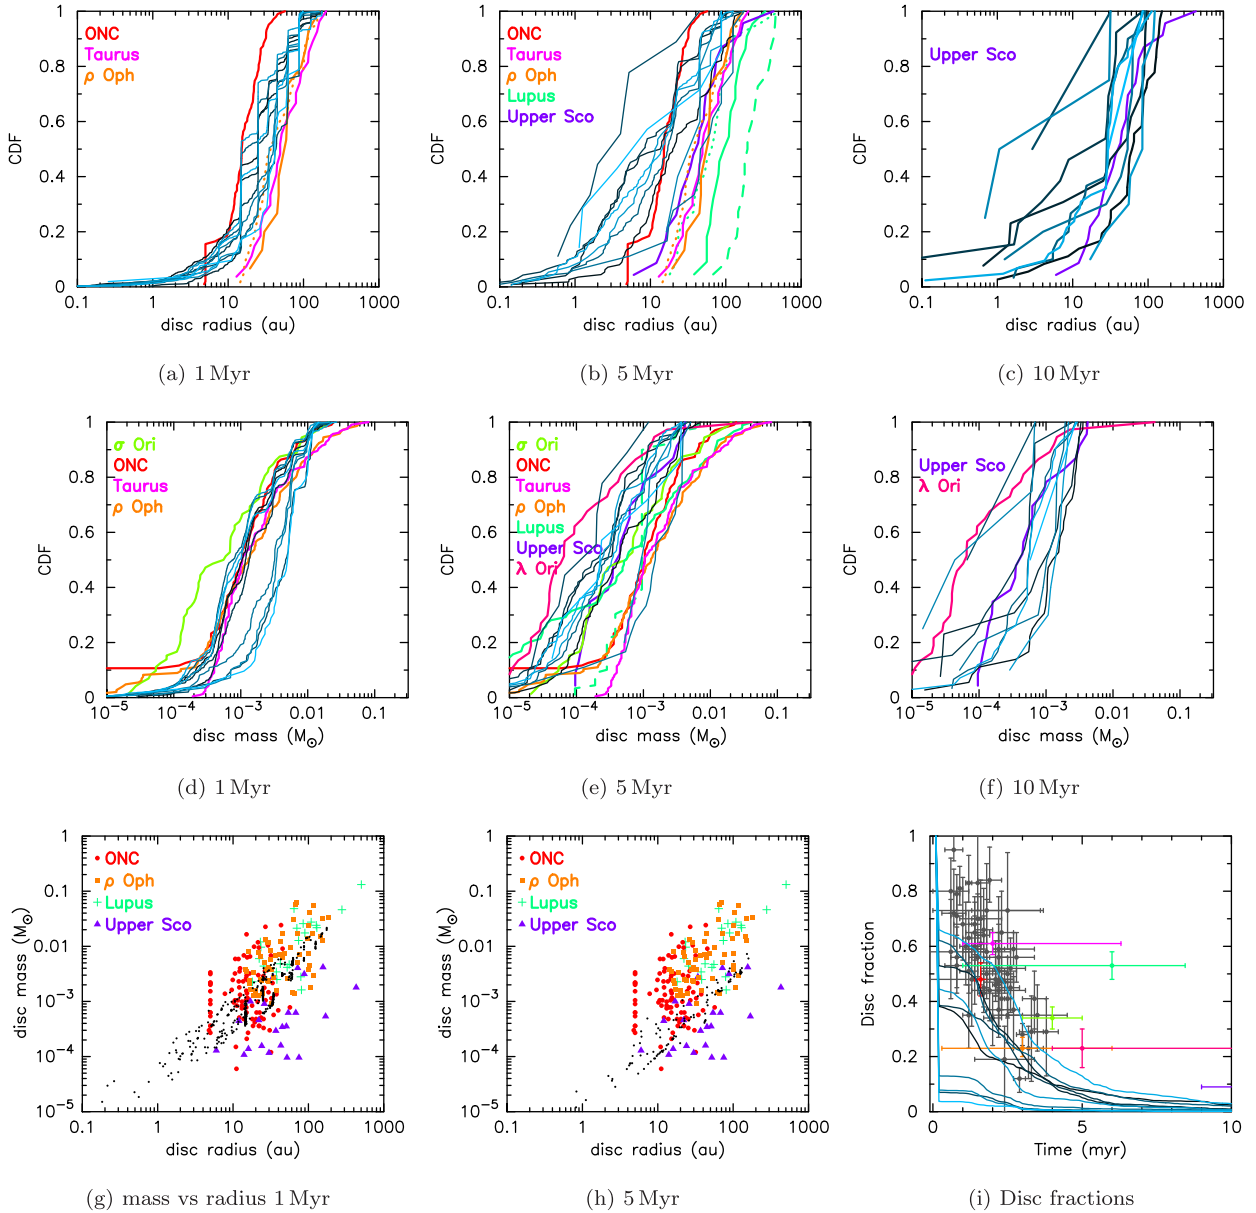 ONC
Taurus
ρ Oph
CDF
0 0.2 0.4 0.6 0.8 1
0.1 1 10 100 1000
disc radius (au)
(a) 1 Myr
ONC
Taurus
ρ Oph
Lupus
Upper Sco
CDF
0 0.2 0.4 0.6 0.8 1
0.1 1 10 100 1000
disc radius (au)
(b) 5 Myr
Upper Sco
CDF
0 0.2 0.4 0.6 0.8 1
0.1 1 10 100 1000
disc radius (au)
(c) 10 Myr
σ Ori
ONC
Taurus
ρ Oph
CDF
0 0.2 0.4 0.6 0.8 1
10⁻⁵ 10⁻⁴ 10⁻³ 0.01 0.1
disc mass (M⊙)
(d) 1 Myr
σ Ori
ONC
Taurus
ρ Oph
Lupus
Upper Sco
λ Ori
CDF
0 0.2 0.4 0.6 0.8 1
10⁻⁵ 10⁻⁴ 10⁻³ 0.01 0.1
disc mass (M⊙)
(e) 5 Myr
Upper Sco
λ Ori
CDF
0 0.2 0.4 0.6 0.8 1
10⁻⁵ 10⁻⁴ 10⁻³ 0.01 0.1
disc mass (M⊙)
(f) 10 Myr
ONC
ρ Oph
Lupus
Upper Sco
disc mass (M⊙)
10⁻⁵ 10⁻⁴ 10⁻³ 0.01 0.1 1
0.1 1 10 100 1000
disc radius (au)
(g) mass vs radius 1 Myr
ONC
ρ Oph
Lupus
Upper Sco
disc mass (M⊙)
10⁻⁵ 10⁻⁴ 10⁻³ 0.01 0.1 1
0.1 1 10 100 1000
disc radius (au)
(h) 5 Myr
Disc fraction
0 0.2 0.4 0.6 0.8 1
0 5 10
Time (myr)
(i) Disc fractions